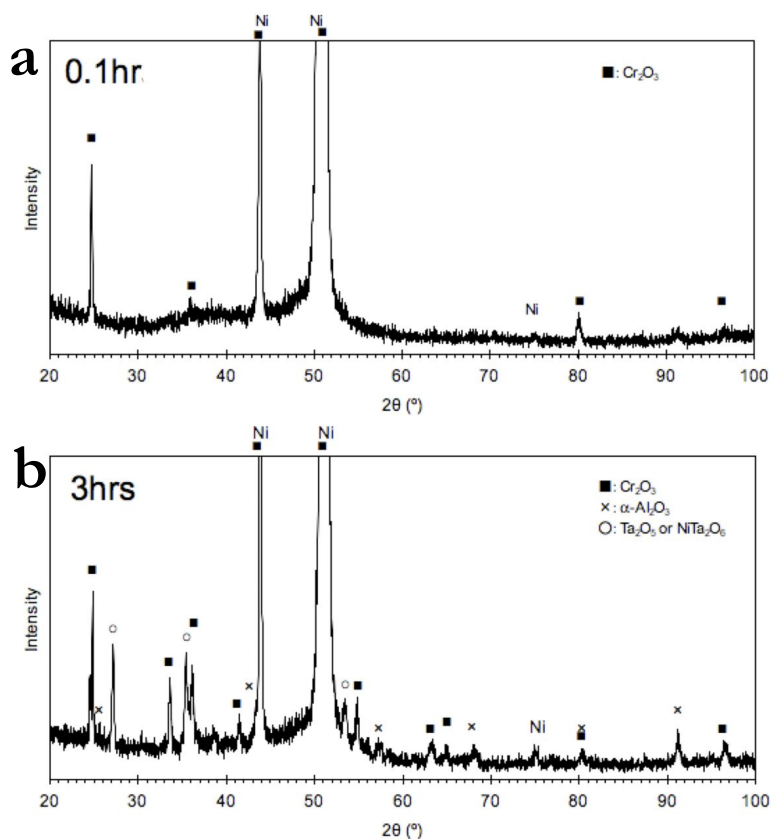 Ni Ni
a
0.1hr
■: Cr₂O₃
Intensity
Ni
20 30 40 50 60 70 80 90 100
2θ (º)
Ni Ni
b
3hrs
■: Cr₂O₃
×: α-Al₂O₃
○: Ta₂O₅ or NiTa₂O₆
Intensity
Ni
20 30 40 50 60 70 80 90 100
2θ (º)